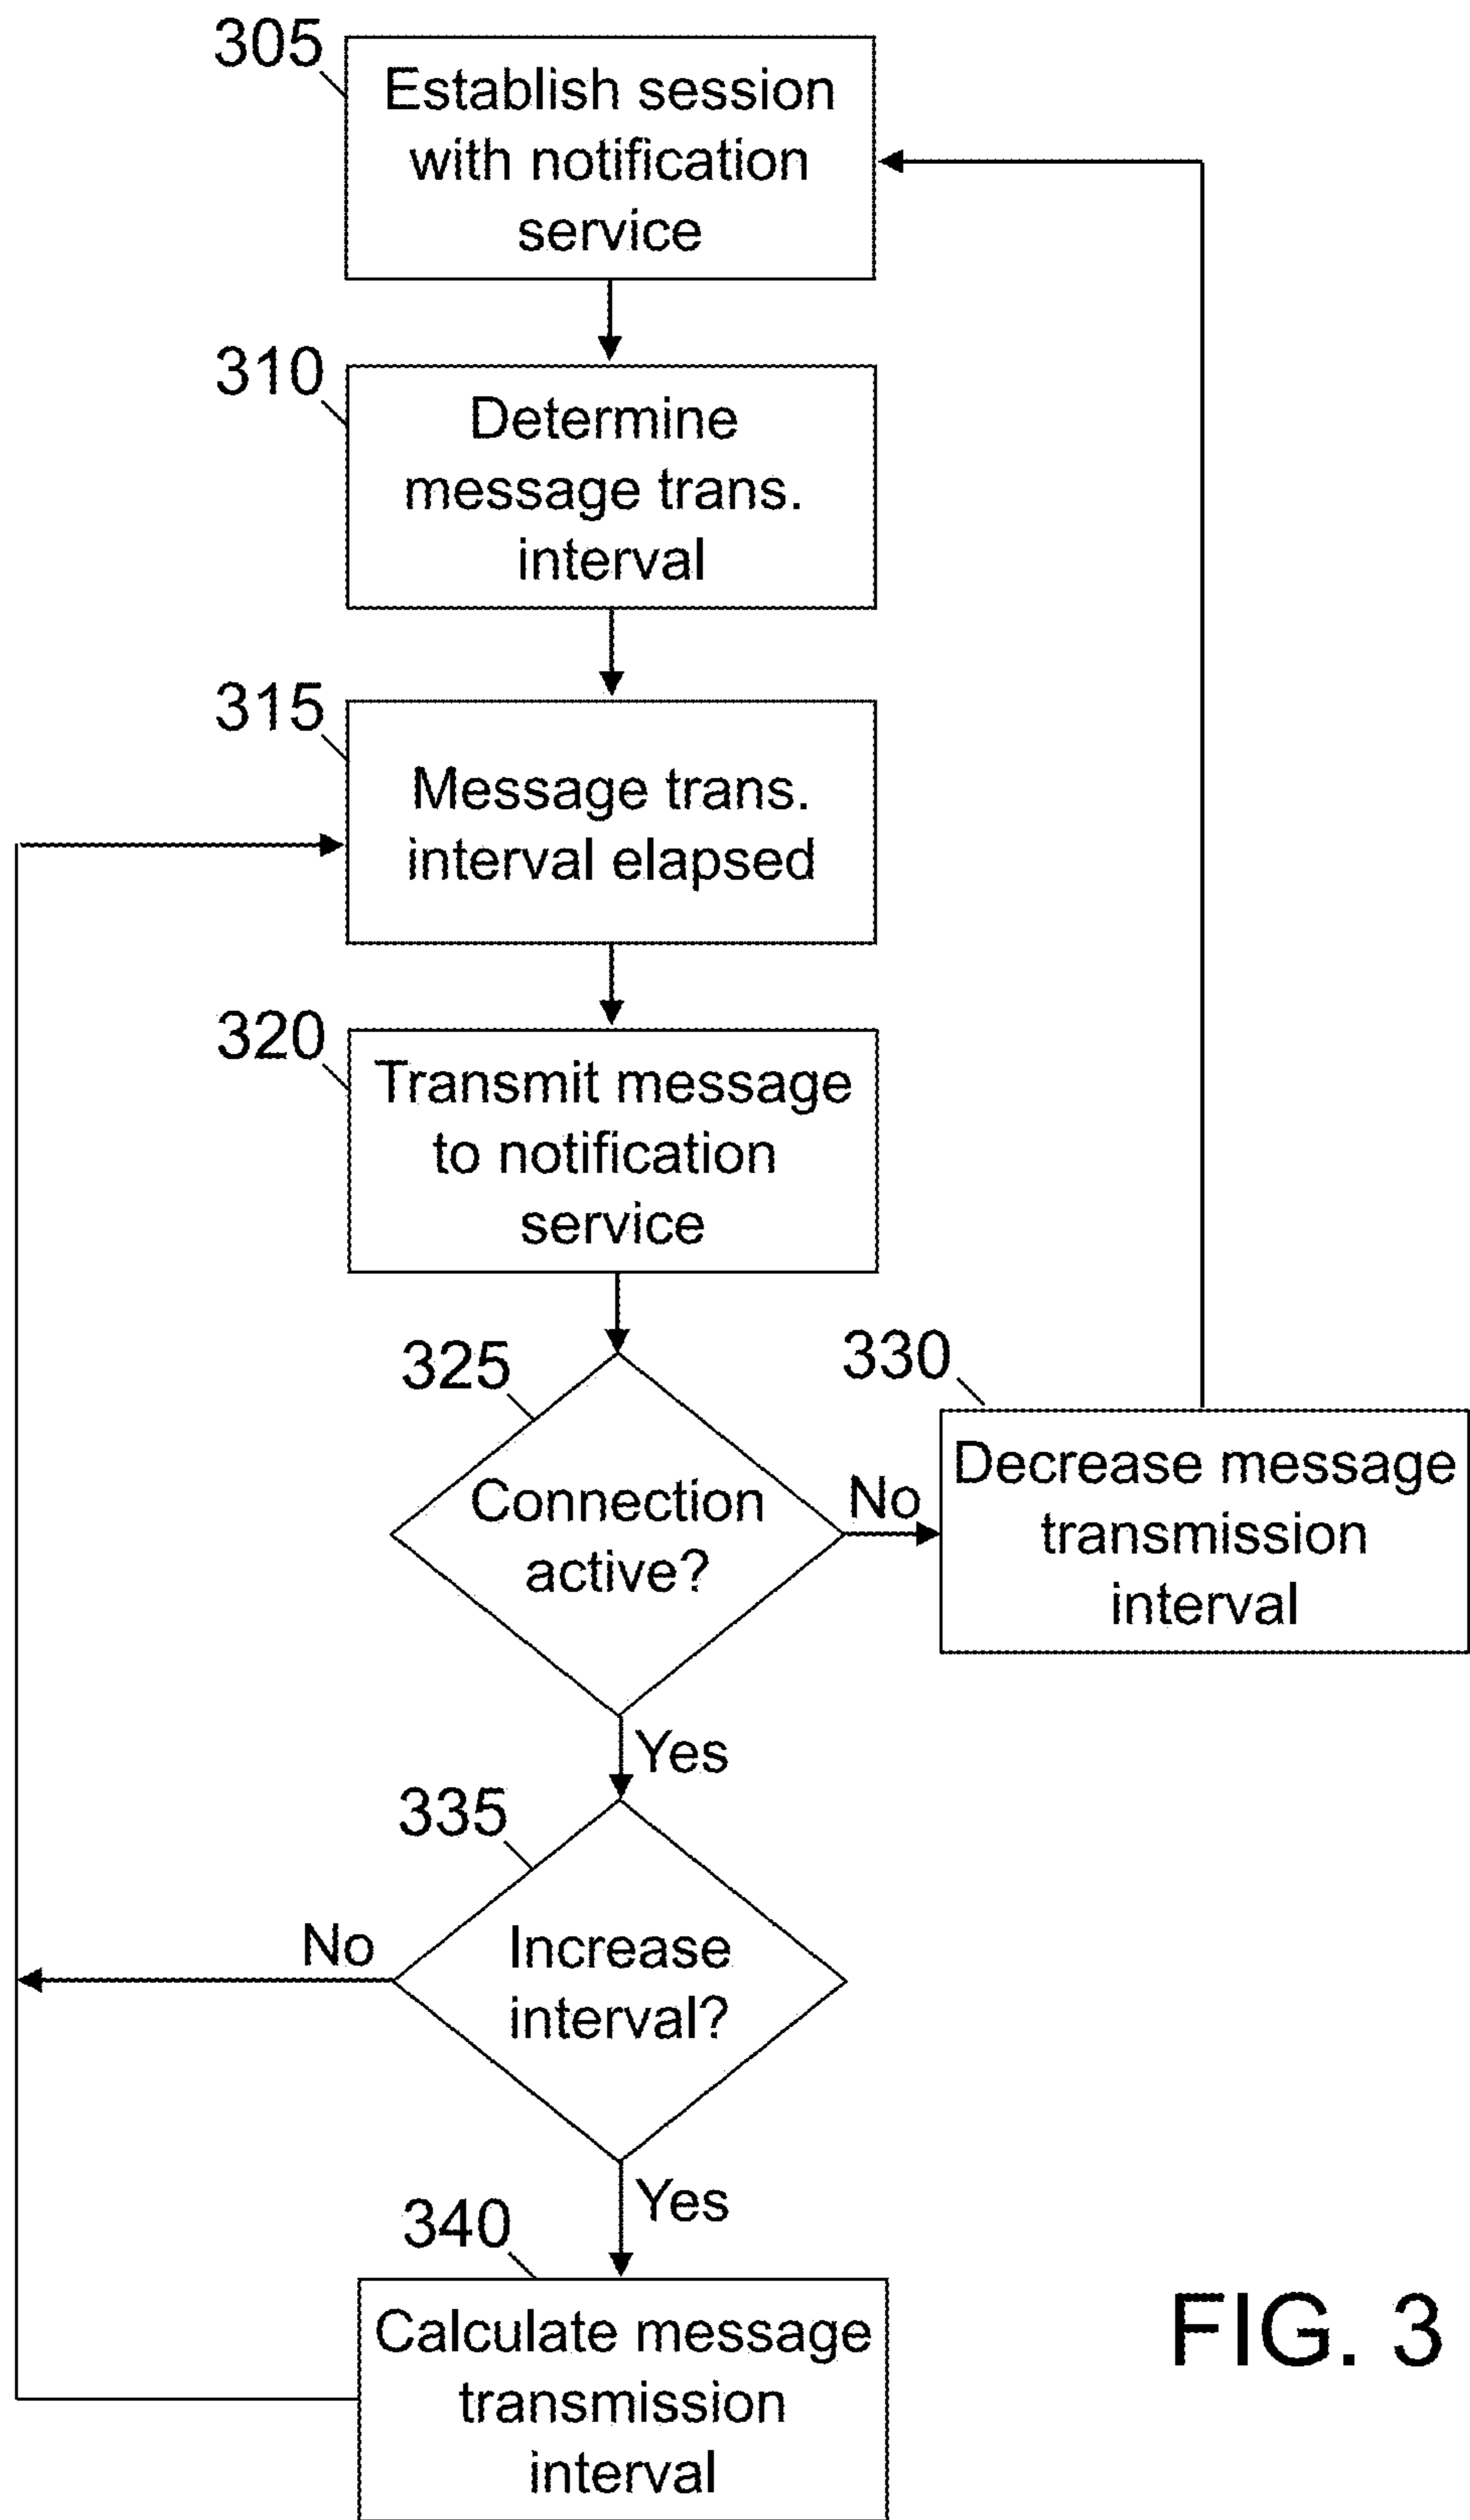 305
Establish session
with notification
service
310
Determine
message trans.
interval
315
Message trans.
interval elapsed
320
Transmit message
to notification
service
325
Connection
active?
No
330
Decrease message
transmission
interval
Yes
335
Increase
interval?
No
Yes
340
Calculate message
transmission
interval
FIG. 3